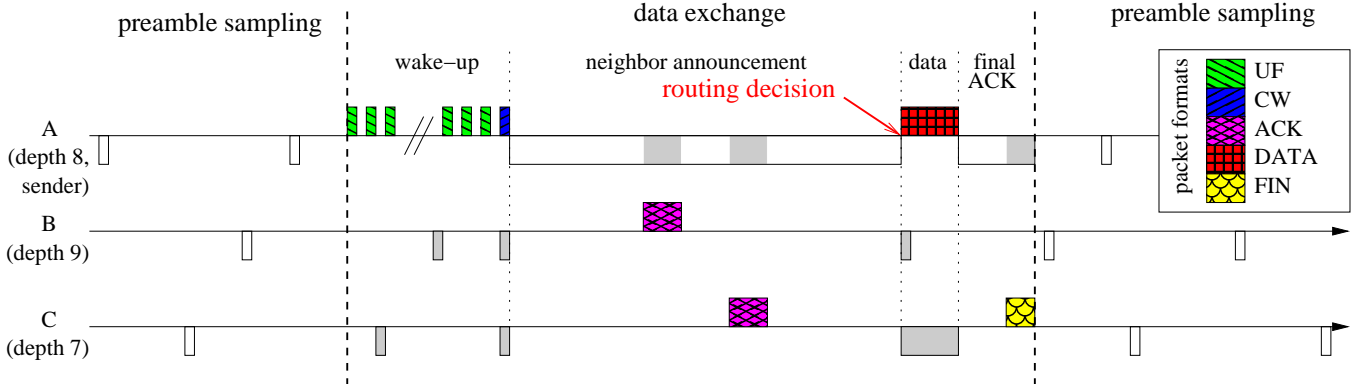 preamble sampling
data exchange
preamble sampling
wake−up
neighbor announcement
data
final
ACK
routing decision
packet formats
UF
CW
ACK
DATA
FIN
A
(depth 8,
sender)
B
(depth 9)
C
(depth 7)